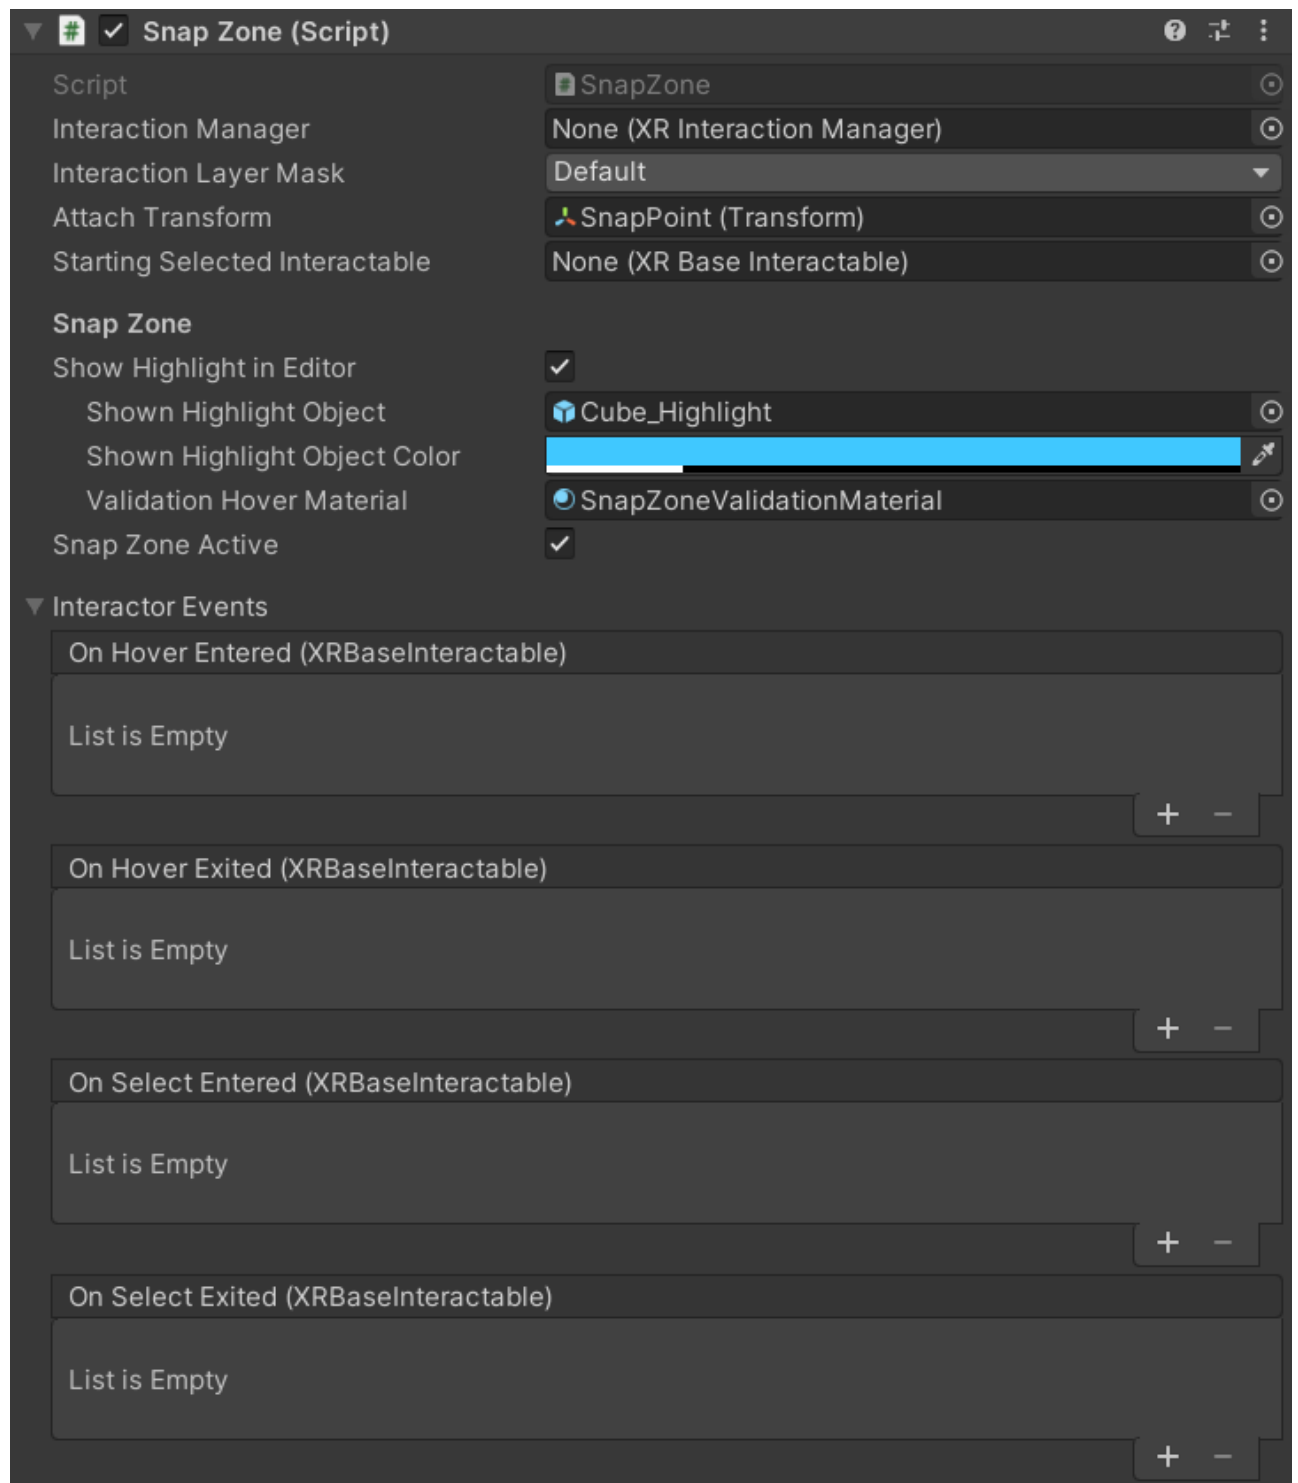 Snap Zone (Script)
Script SnapZone
Interaction Manager None (XR Interaction Manager)
Interaction Layer Mask Default
Attach Transform SnapPoint (Transform)
Starting Selected Interactable None (XR Base Interactable)
Snap Zone
Show Highlight in Editor
Shown Highlight Object Cube_Highlight
Shown Highlight Object Color
Validation Hover Material SnapZoneValidationMaterial
Snap Zone Active
Interactor Events
On Hover Entered (XRBaseInteractable)
List is Empty
+ −
On Hover Exited (XRBaseInteractable)
List is Empty
+ −
On Select Entered (XRBaseInteractable)
List is Empty
+ −
On Select Exited (XRBaseInteractable)
List is Empty
+ −